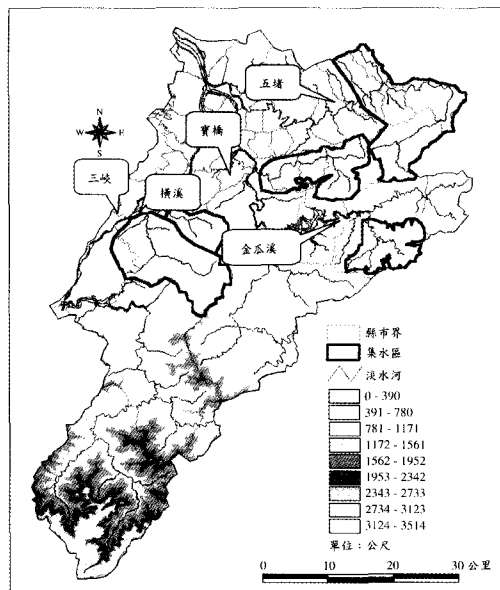 五堵
寶橋
N
W E
S
三峽
橫溪
金瓜溪
縣市界
集水區
淡水河
0 - 390
391 - 780
781 - 1171
1172 - 1561
1562 - 1952
1953 - 2342
2343 - 2733
2734 - 3123
3124 - 3514
單位：公尺
0 10 20 30 公里